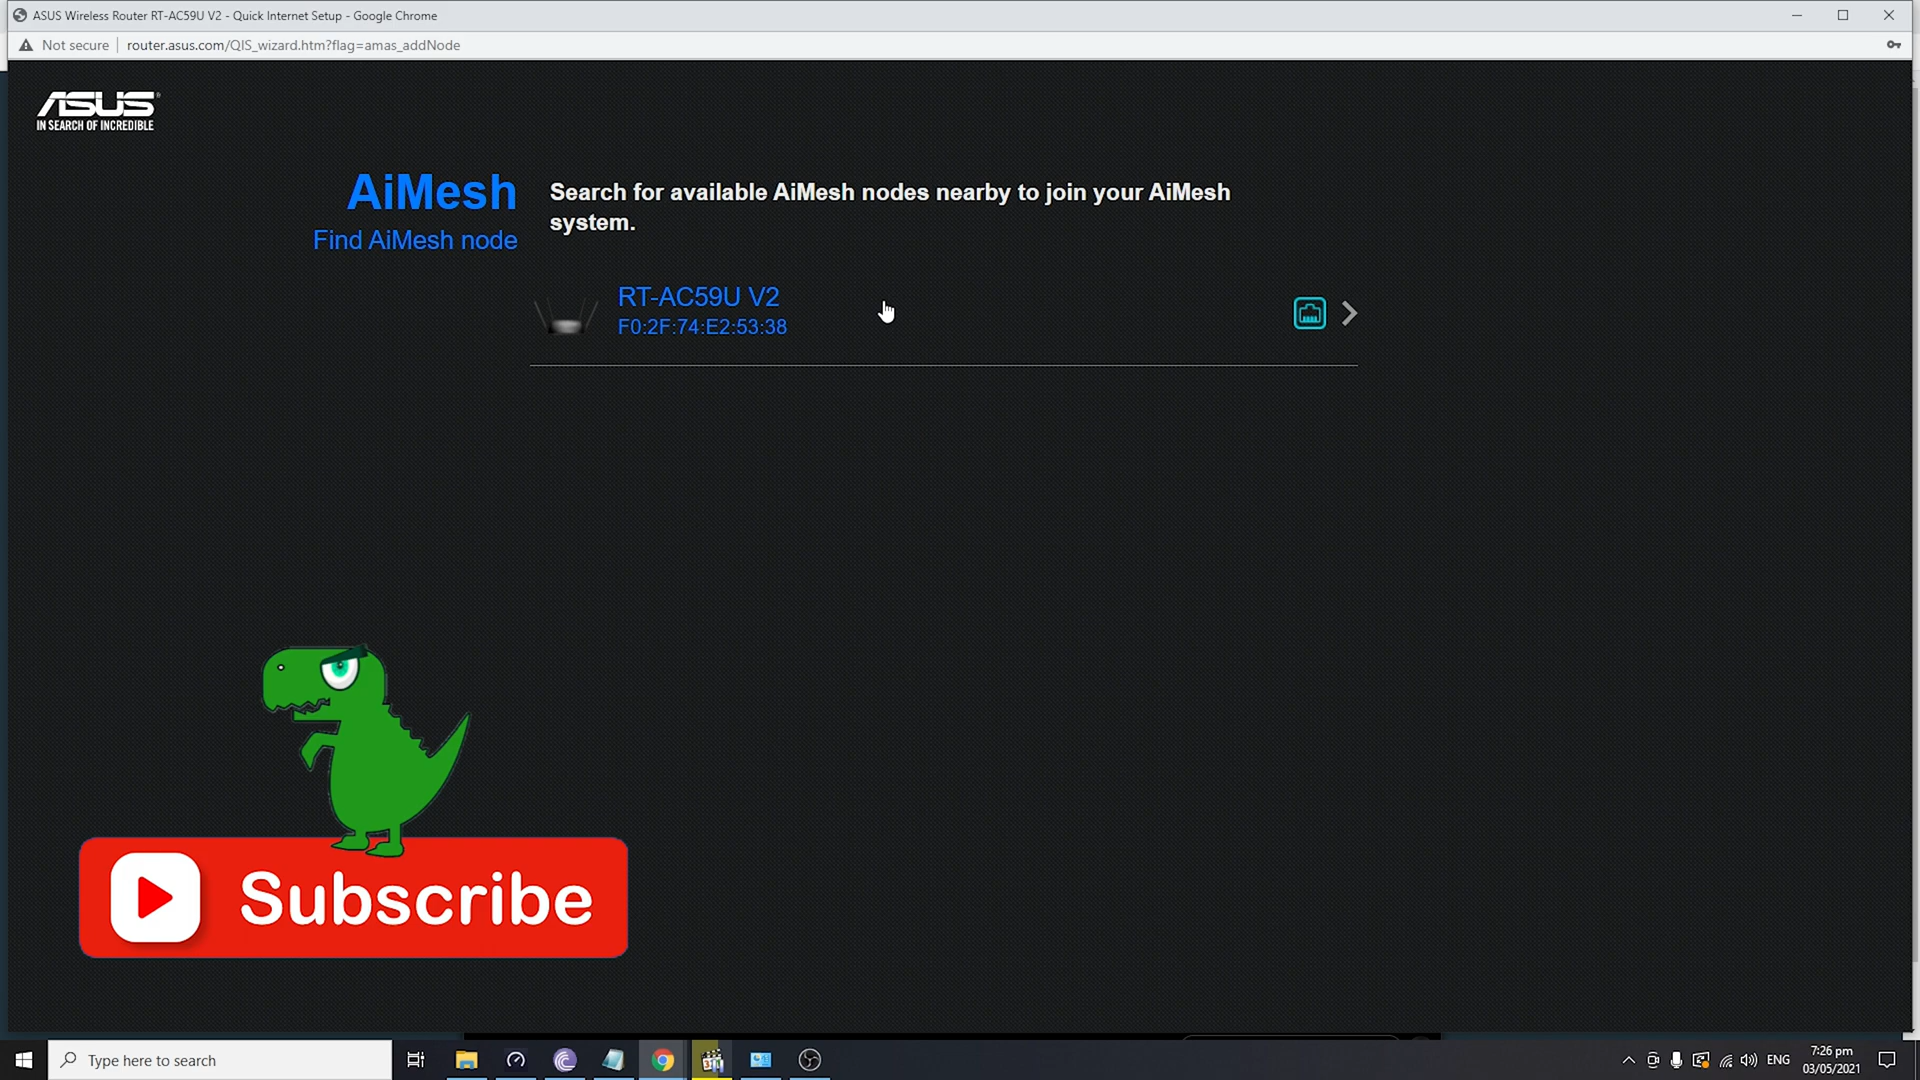 ASUS Wireless Router RT-AC59U V2 - Quick Internet Setup - Google Chrome
Not secure router.asus.com/QIS_wizard.htm?flag=amas_addNode
ASUS
IN SEARCH OF INCREDIBLE
AiMesh
Find AiMesh node
Search for available AiMesh nodes nearby to join your AiMesh
system.
RT-AC59U V2
F0:2F:74:E2:53:38
Subscribe
Type here to search
ENG
7:26 pm
03/05/2021